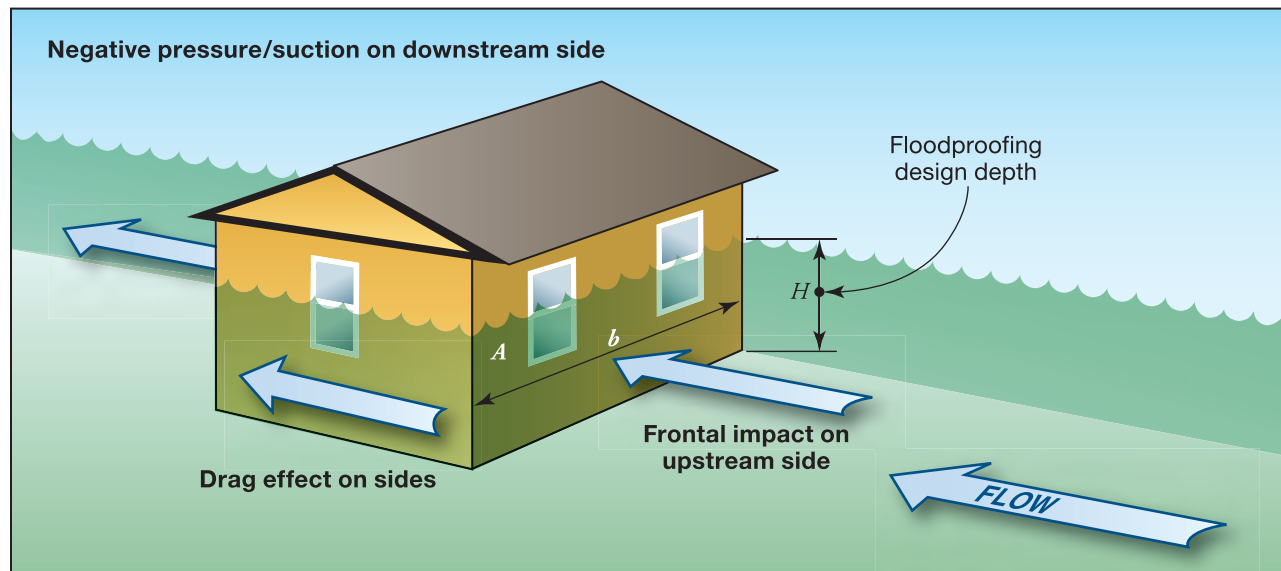 Negative pressure/suction on downstream side
Floodproofing
design depth
H
A
b
Frontal impact on
upstream side
Drag effect on sides
FLOW